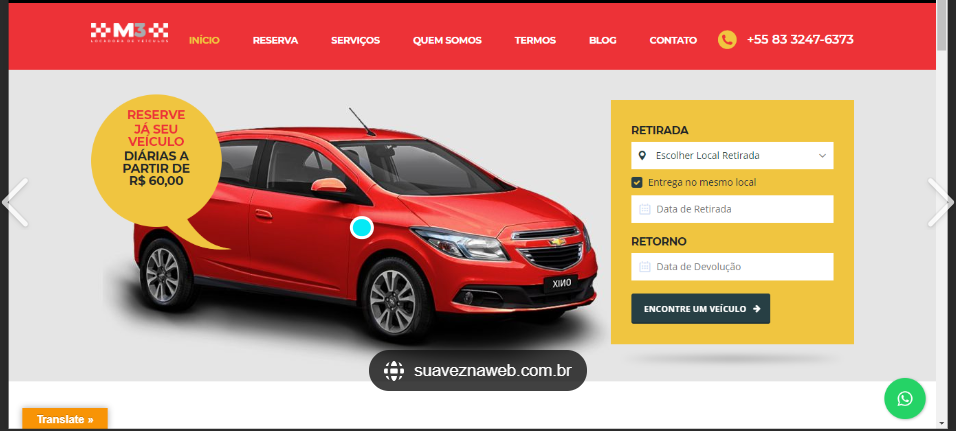 M3
LOCADORA DE VEÍCULOS
INÍCIO RESERVA SERVIÇOS QUEM SOMOS TERMOS BLOG CONTATO +55 83 3247-6373
RESERVE
JÁ SEU
VEÍCULO
DIÁRIAS A
PARTIR DE
R$ 60,00
ONIX
RETIRADA
Escolher Local Retirada
Entrega no mesmo local
Data de Retirada
RETORNO
Data de Devolução
ENCONTRE UM VEÍCULO
suaveznaweb.com.br
Translate »